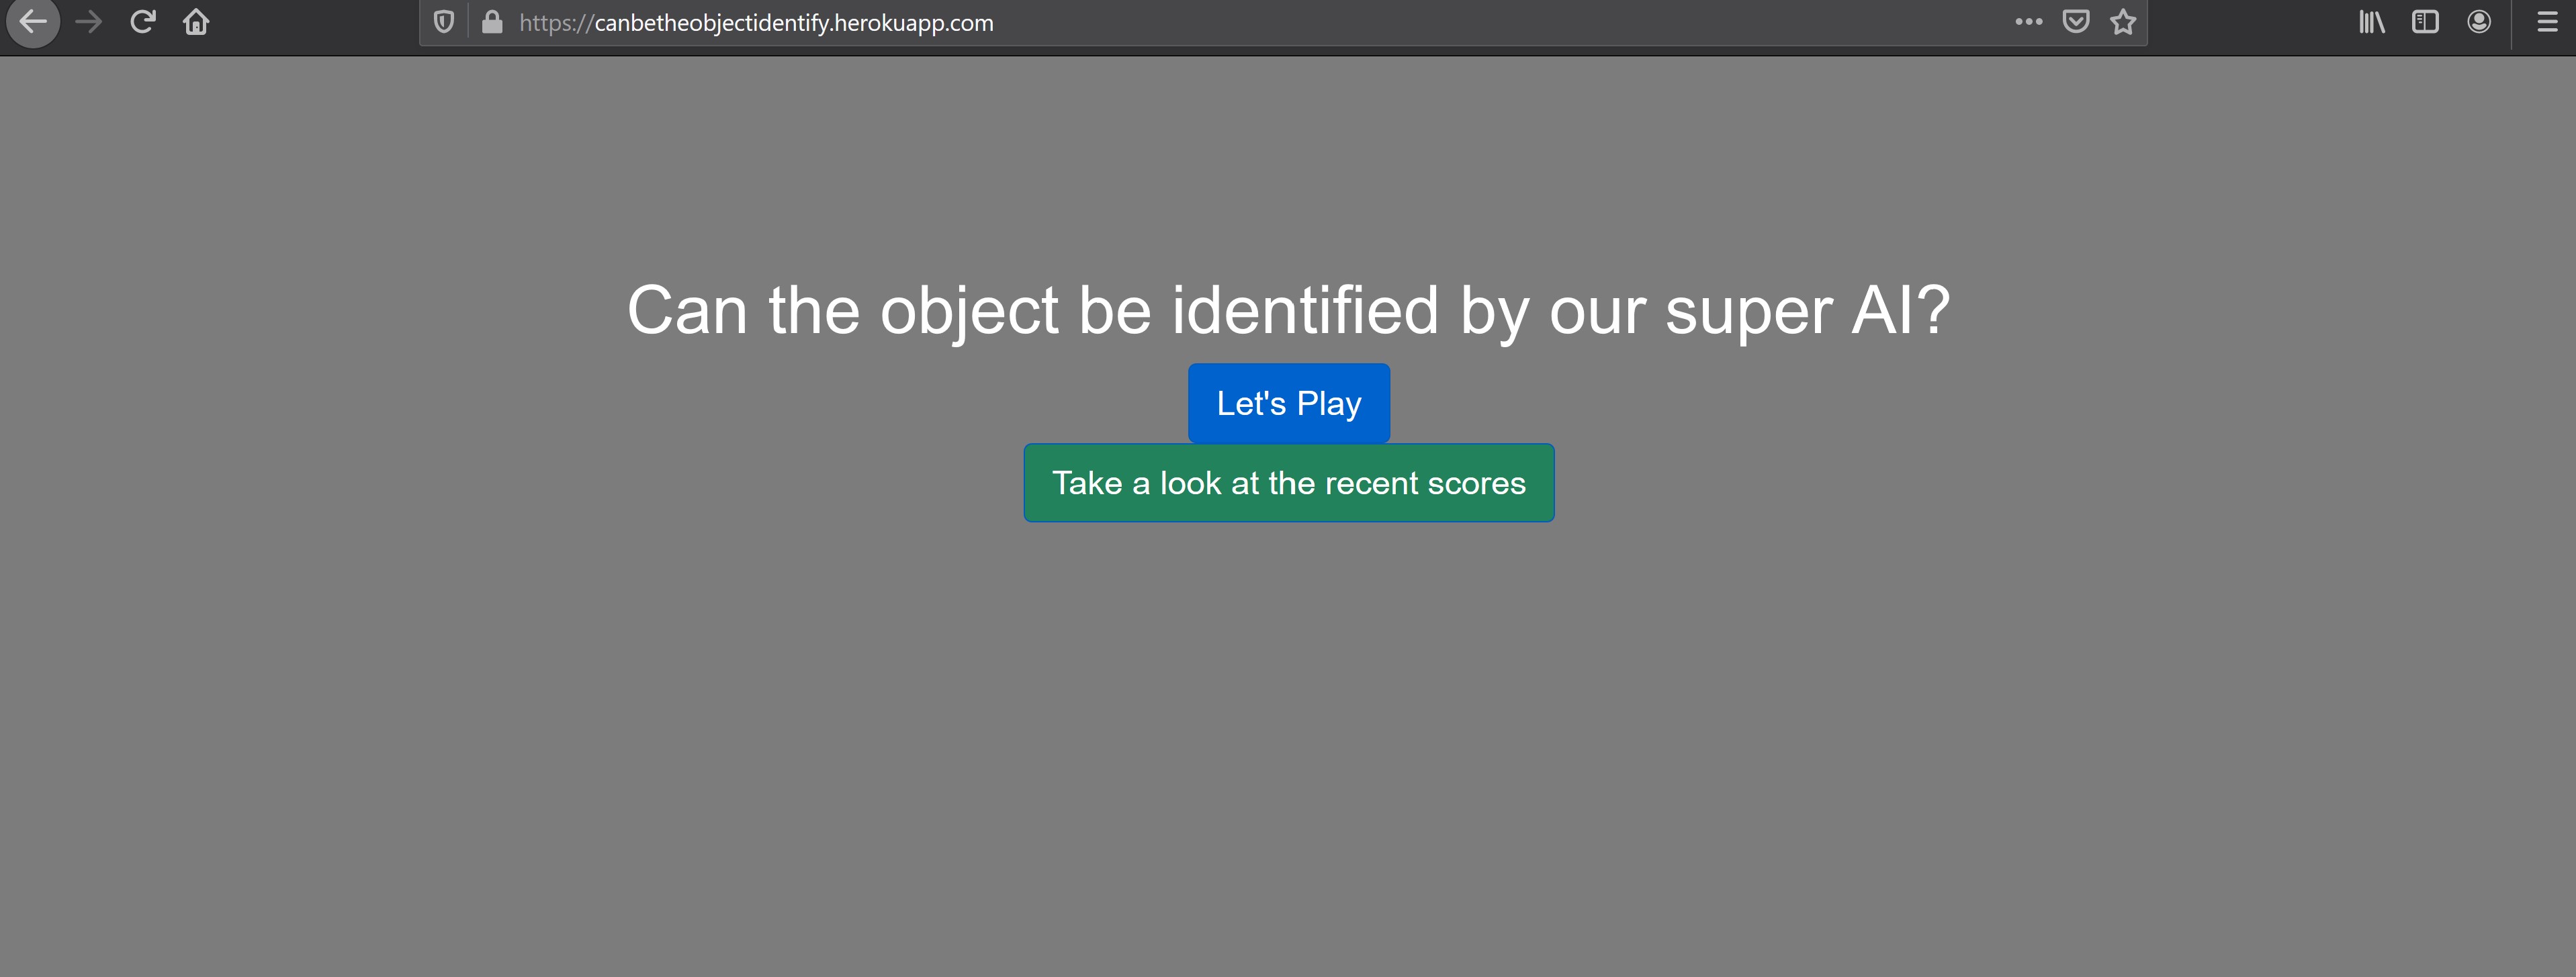 https://canbetheobjectidentify.herokuapp.com
Can the object be identified by our super AI?
Let's Play
Take a look at the recent scores